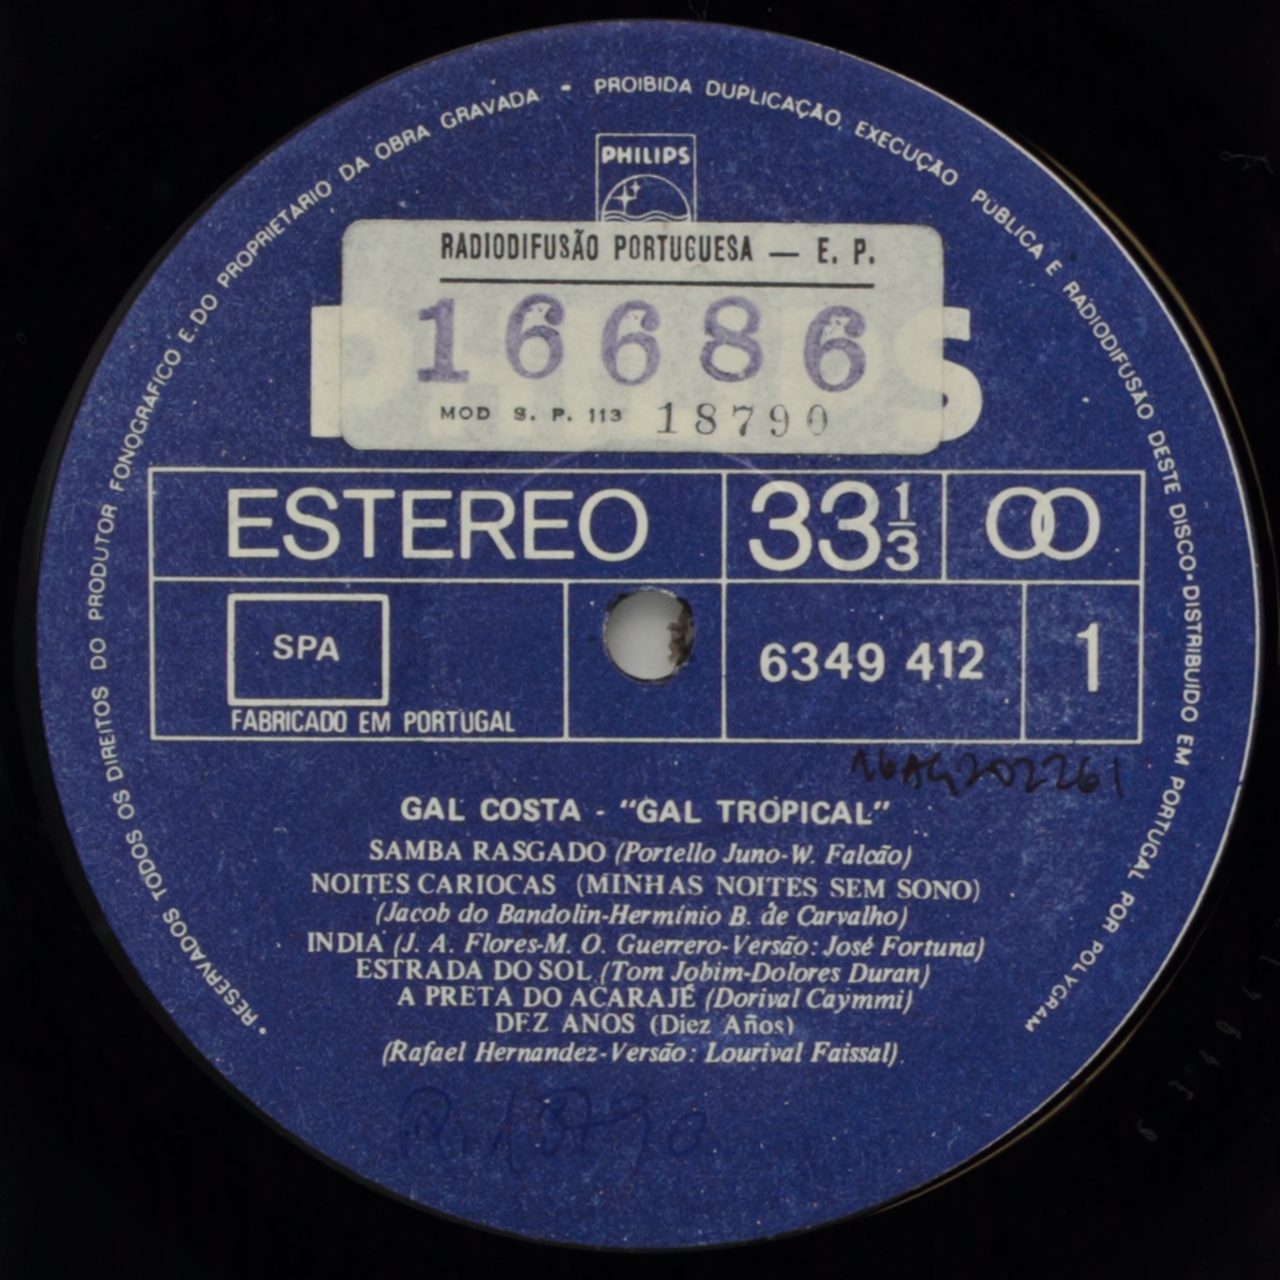 • RESERVADOS TODOS OS DIREITOS DO PRODUTOR FONOGRÁFICO E DO PROPRIETARIO DA OBRA GRAVADA - PROIBIDA DUPLICAÇÃO, EXECUÇÃO PUBLICA E RADIODIFUSÃO DESTE DISCO • DISTRIBUIDO EM PORTUGAL POR POLYGRAM
PHILIPS
RADIODIFUSÃO PORTUGUESA — E. P.
16686
MOD S. P. 113 18790
ESTEREO 33 1/3
SPA
6349 412 1
FABRICADO EM PORTUGAL
GAL COSTA - "GAL TROPICAL"
SAMBA RASGADO (Portello Juno-W. Falcão)
NOITES CARIOCAS (MINHAS NOITES SEM SONO)
(Jacob do Bandolin-Hermínio B. de Carvalho)
INDIA (J. A. Flores-M. O. Guerrero-Versão: José Fortuna)
ESTRADA DO SOL (Tom Jobim-Dolores Duran)
A PRETA DO ACARAJÉ (Dorival Caymmi)
DEZ ANOS (Diez Años)
(Rafael Hernandez-Versão: Lourival Faissal)